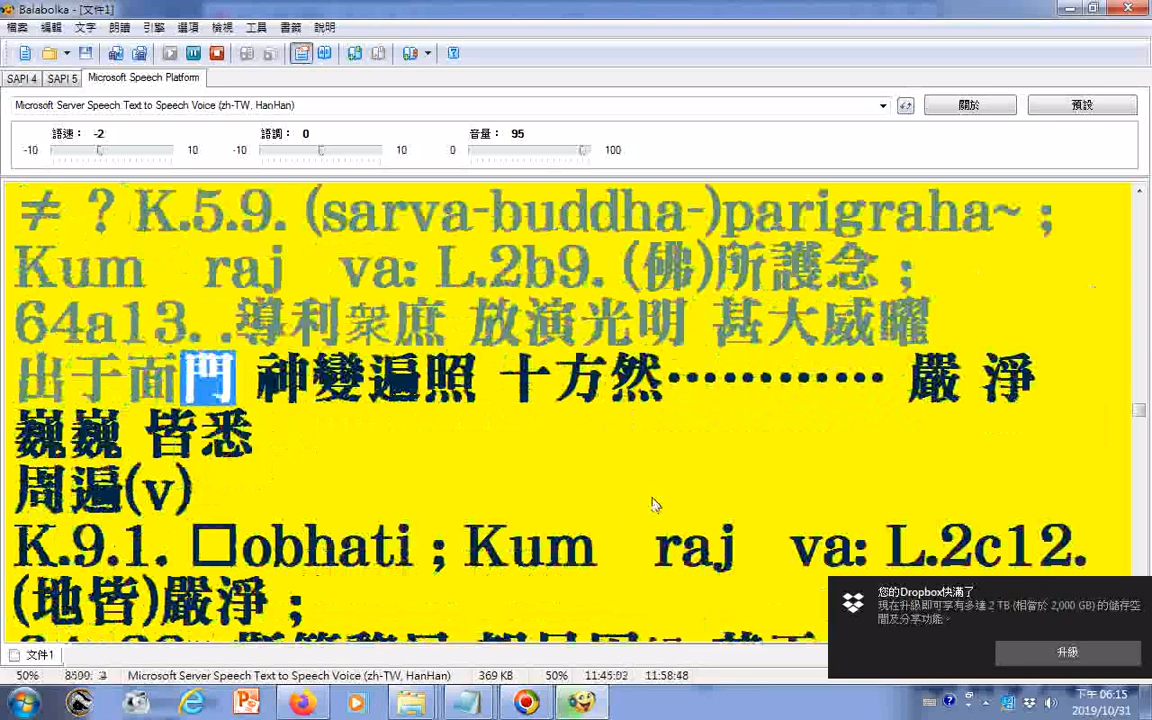 Balabolka - [文件1]
檔案 編輯 文字 朗讀 引擎 選項 檢視 工具 書籤 說明
SAPI 4 SAPI 5 Microsoft Speech Platform
Microsoft Server Speech Text to Speech Voice (zh-TW, HanHan)
關於 預設
語速： -2 語調： 0 音量： 95
-10 10 -10 10 0 100
≠ ? K.5.9. (sarva-buddha-)parigraha~ ;
Kum raj va: L.2b9. (佛)所護念 ;
64a13. .導利衆庶 放演光明 甚大威曜
出于面門 神變遍照 十方然………… 嚴 淨
巍巍 皆悉
周遍(v)
K.9.1. □obhati ; Kum raj va: L.2c12.
(地皆)嚴淨 ;
您的Dropbox快滿了
現在升級即可享有多達 2 TB (相當於 2,000 GB) 的儲存空
間及分享功能。
升級
文件1
50% Microsoft Server Speech Text to Speech Voice (zh-TW, HanHan) 369 KB 50% 11:58:48
下午 06:15
2019/10/31